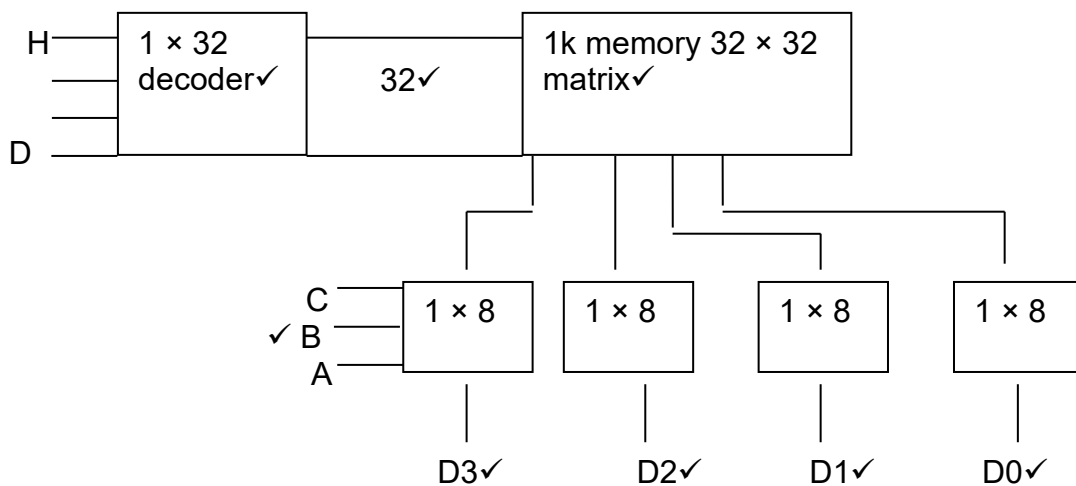 H
1 × 32
decoder✓
32✓
1k memory 32 × 32
matrix✓
D
C
✓ B
A
1 × 8
1 × 8
1 × 8
1 × 8
D3✓
D2✓
D1✓
D0✓